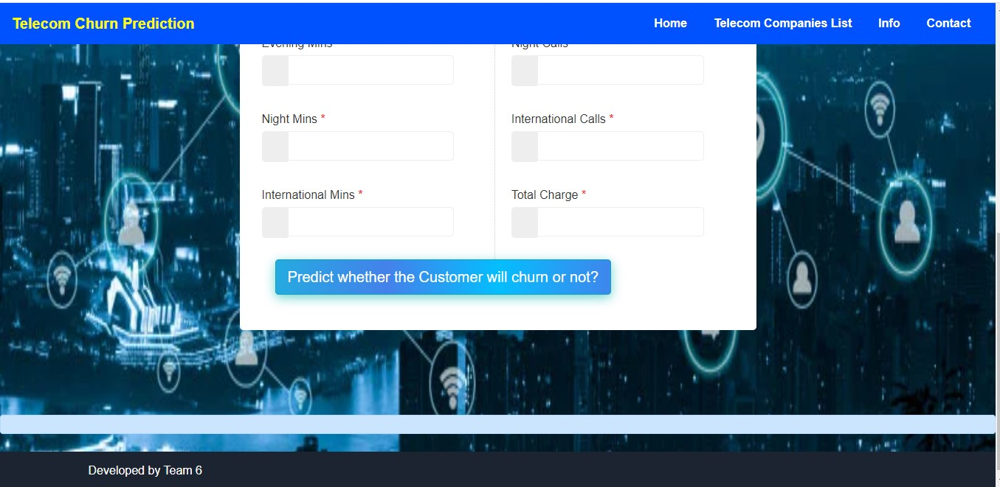 Telecom Churn Prediction
Home Telecom Companies List Info Contact
Evening Mins
Night Calls
Night Mins *
International Calls *
International Mins *
Total Charge *
Predict whether the Customer will churn or not?
Developed by Team 6